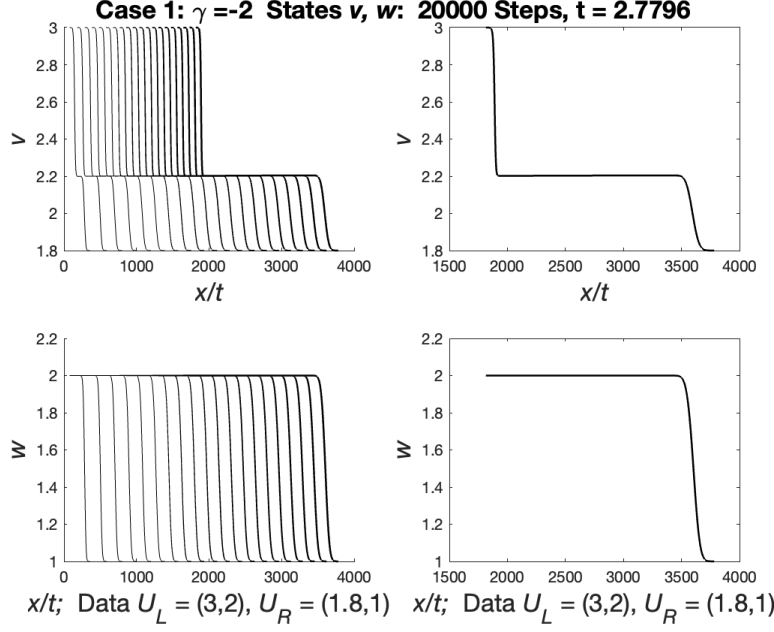 Case 1: γ =-2 States v, w: 20000 Steps, t = 2.7796
3
2.8
2.6
2.4
2.2
2
1.8
v
0 1000 2000 3000 4000
x/t
3
2.8
2.6
2.4
2.2
2
1.8
v
1500 2000 2500 3000 3500 4000
x/t
2.2
2
1.8
1.6
1.4
1.2
1
w
0 1000 2000 3000 4000
x/t; Data U_L = (3,2), U_R = (1.8,1)
2.2
2
1.8
1.6
1.4
1.2
1
w
1500 2000 2500 3000 3500 4000
x/t; Data U_L = (3,2), U_R = (1.8,1)